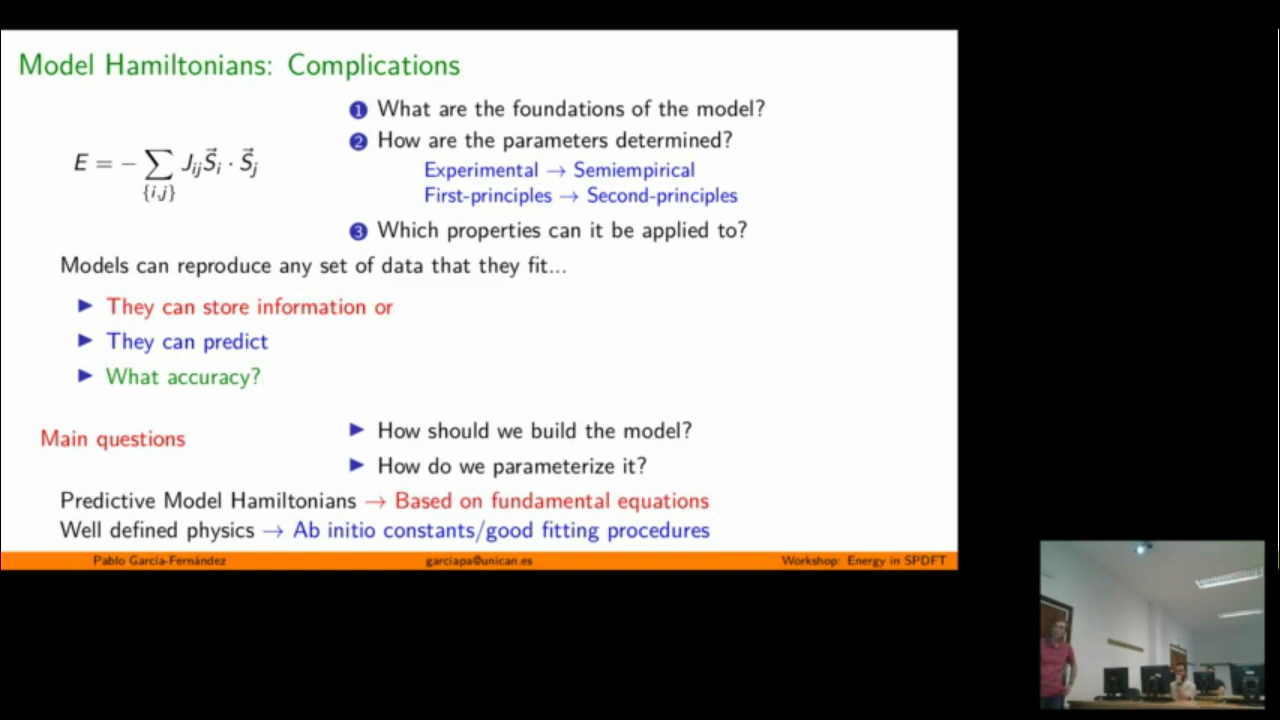 Model Hamiltonians: Complications
E = − ∑ J_{ij} S⃗_i · S⃗_j
{i,j}
1 What are the foundations of the model?
2 How are the parameters determined?
Experimental → Semiempirical
First-principles → Second-principles
3 Which properties can it be applied to?
Models can reproduce any set of data that they fit...
▶ They can store information or
▶ They can predict
▶ What accuracy?
Main questions
▶ How should we build the model?
▶ How do we parameterize it?
Predictive Model Hamiltonians → Based on fundamental equations
Well defined physics → Ab initio constants/good fitting procedures
Pablo García-Fernández garciapa@unican.es Workshop: Energy in SPDFT